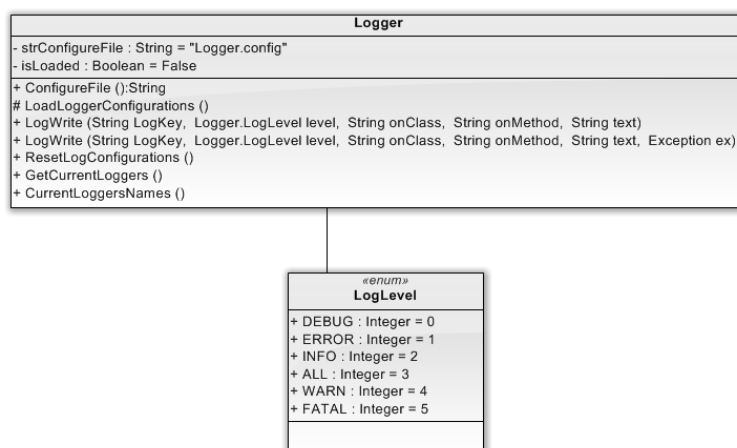 Logger
- strConfigureFile : String = "Logger.config"
- isLoaded : Boolean = False
+ ConfigureFile ():String
# LoadLoggerConfigurations ()
+ LogWrite (String LogKey, Logger.LogLevel level, String onClass, String onMethod, String text)
+ LogWrite (String LogKey, Logger.LogLevel level, String onClass, String onMethod, String text, Exception ex)
+ ResetLogConfigurations ()
+ GetCurrentLoggers ()
+ CurrentLoggersNames ()
«enum»
LogLevel
+ DEBUG : Integer = 0
+ ERROR : Integer = 1
+ INFO : Integer = 2
+ ALL : Integer = 3
+ WARN : Integer = 4
+ FATAL : Integer = 5